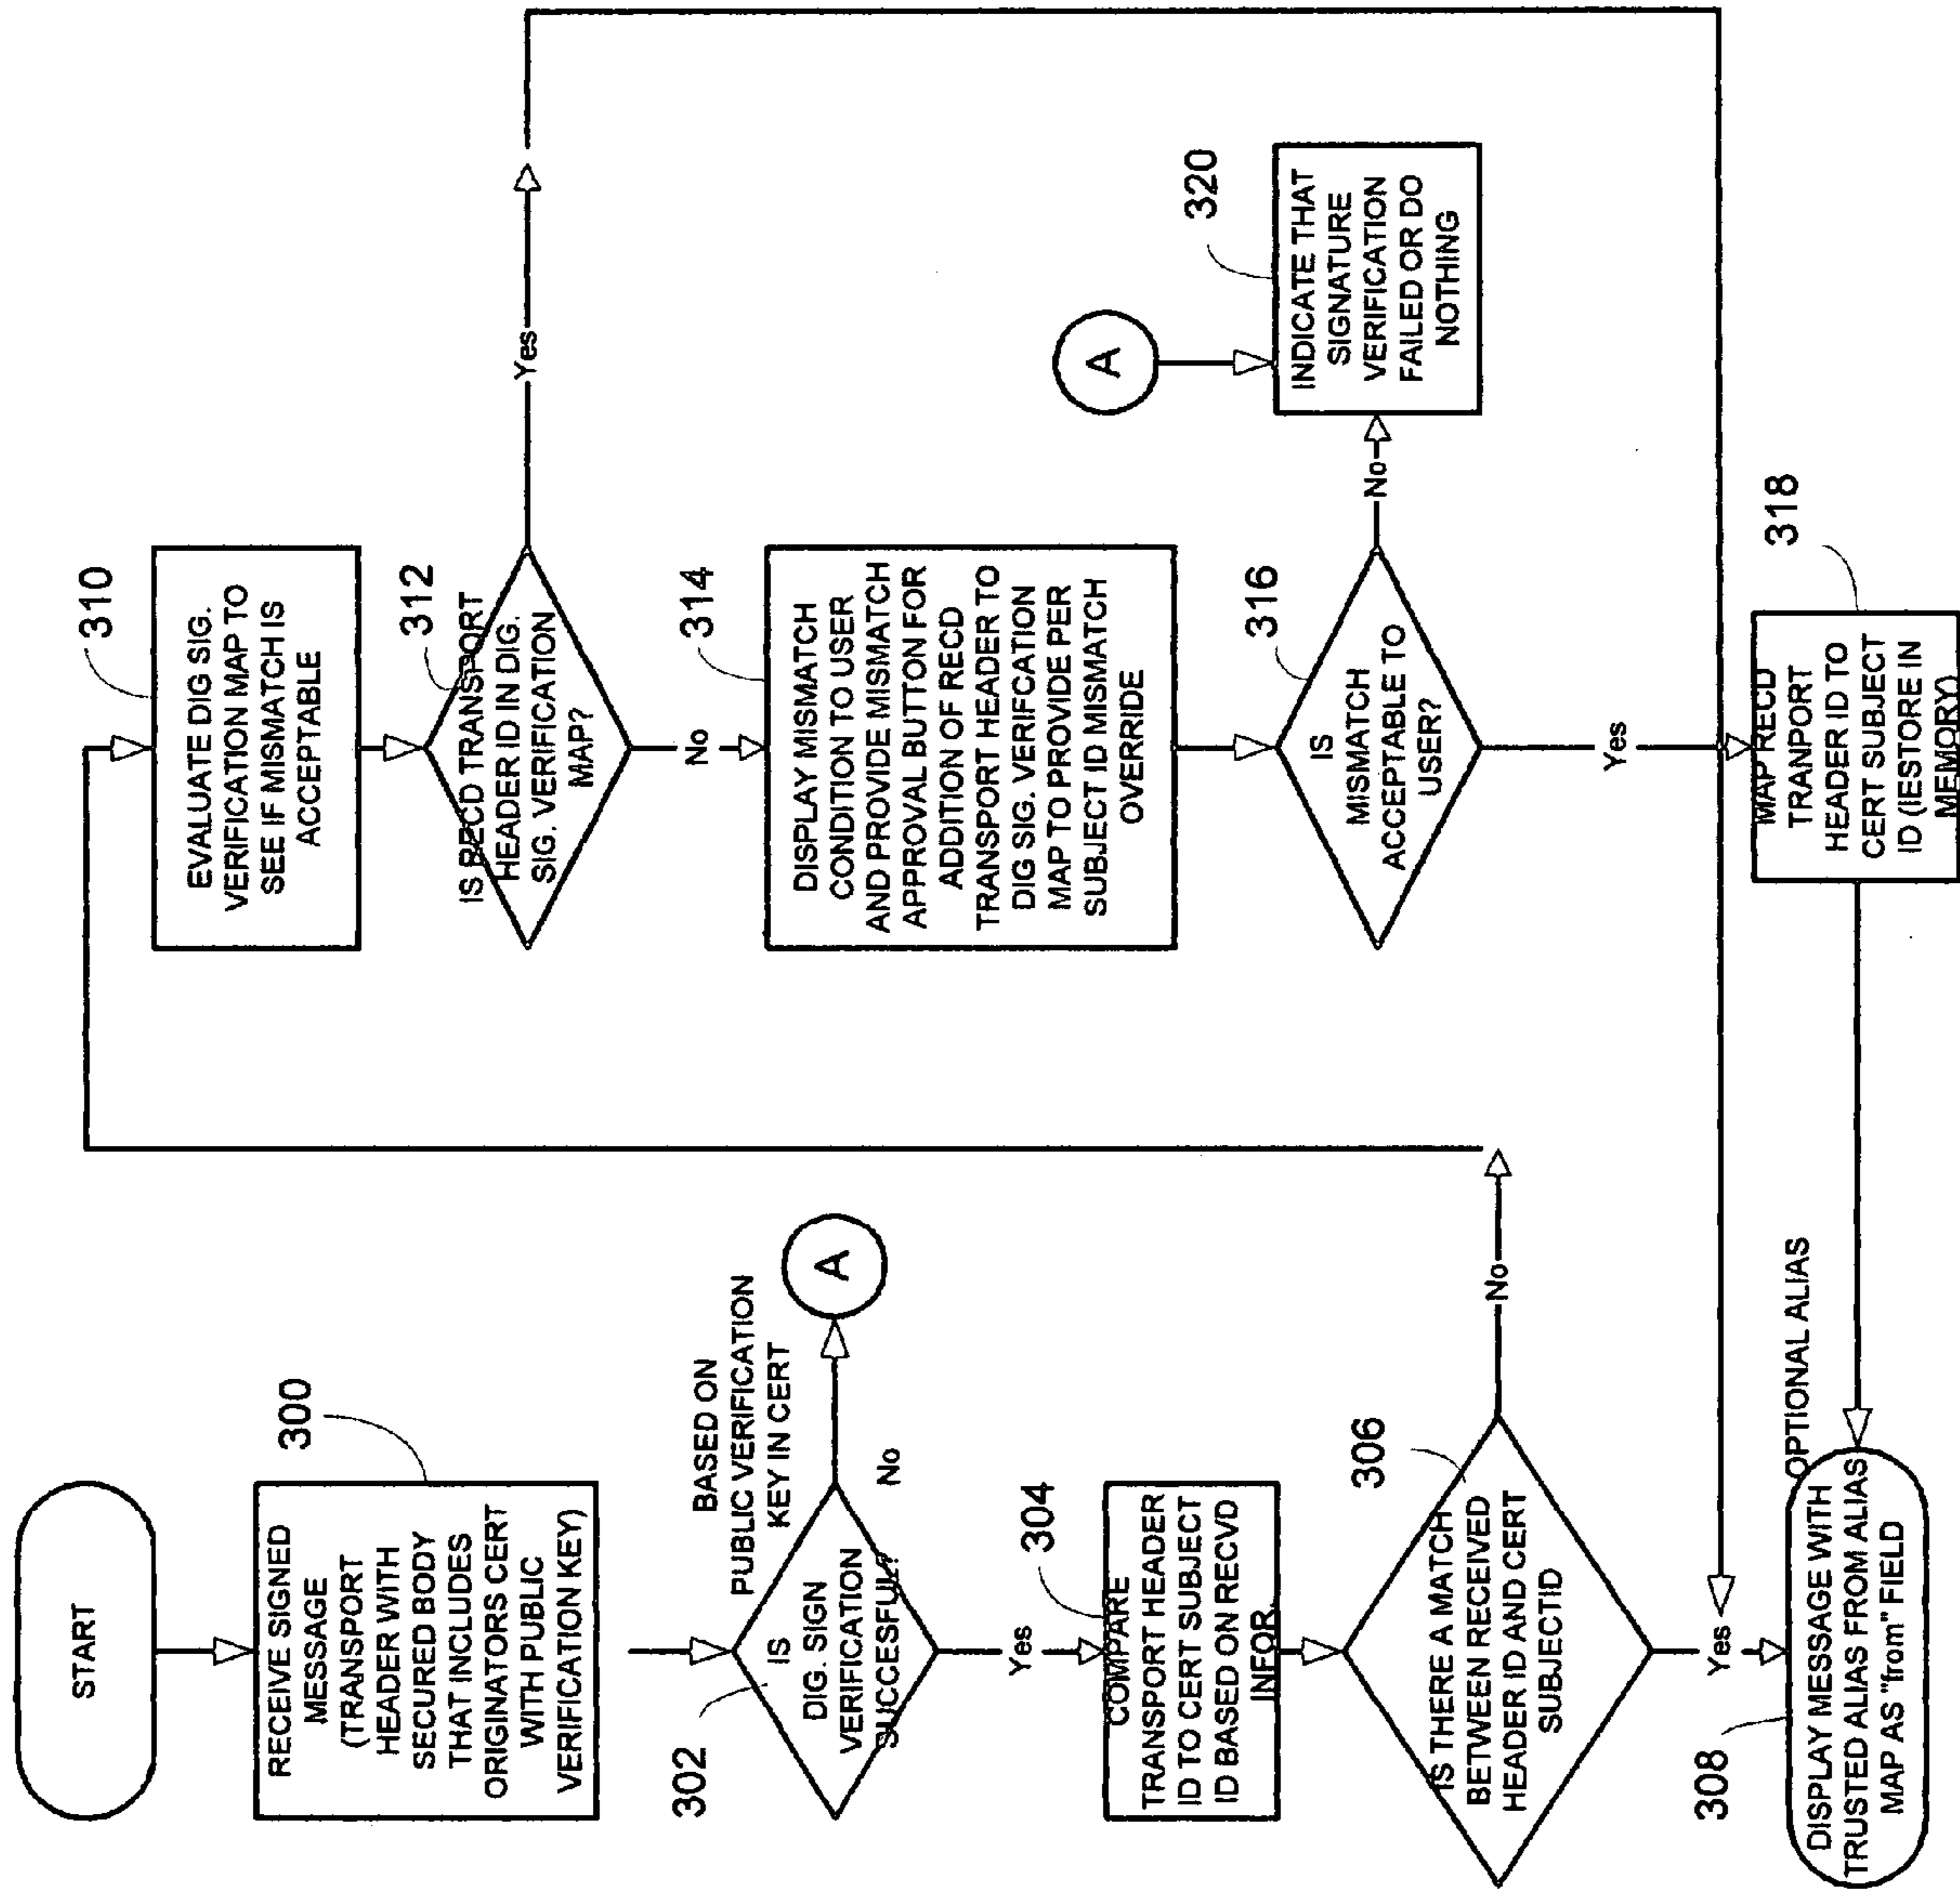 START
300
RECEIVE SIGNED
MESSAGE
(TRANSPORT
HEADER WITH
SECURED BODY
THAT INCLUDES
ORIGINATORS CERT
WITH PUBLIC
VERIFICATION KEY)
BASED ON
PUBLIC VERIFICATION
KEY IN CERT
302
IS
DIG. SIGN
VERIFICATION
SUCCESSFUL?
No
A
Yes
304
COMPARE
TRANSPORT HEADER
ID TO CERT SUBJECT
ID BASED ON RECVD
INFOR
306
IS THERE A MATCH
BETWEEN RECEIVED
HEADER ID AND CERT
SUBJECTID
No
Yes
308
OPTIONAL ALIAS
DISPLAY MESSAGE WITH
TRUSTED ALIAS FROM ALIAS
MAP AS "from" FIELD
310
EVALUATE DIG SIG.
VERIFICATION MAP TO
SEE IF MISMATCH IS
ACCEPTABLE
312
IS RECD TRANSPORT
HEADER ID IN DIG.
SIG. VERIFICATION
MAP?
Yes
No
314
DISPLAY MISMATCH
CONDITION TO USER
AND PROVIDE MISMATCH
APPROVAL BUTTON FOR
ADDITION OF RECD
TRANSPORT HEADER TO
DIG SIG. VERIFICATION
MAP TO PROVIDE PER
SUBJECT ID MISMATCH
OVERRIDE
316
IS
MISMATCH
ACCEPTABLE TO
USER?
No
A
320
INDICATE THAT
SIGNATURE
VERIFICATION
FAILED OR DO
NOTHING
Yes
318
MAP RECD
TRANPORT
HEADER ID TO
CERT SUBJECT
ID (IESTORE IN
MEMORY)